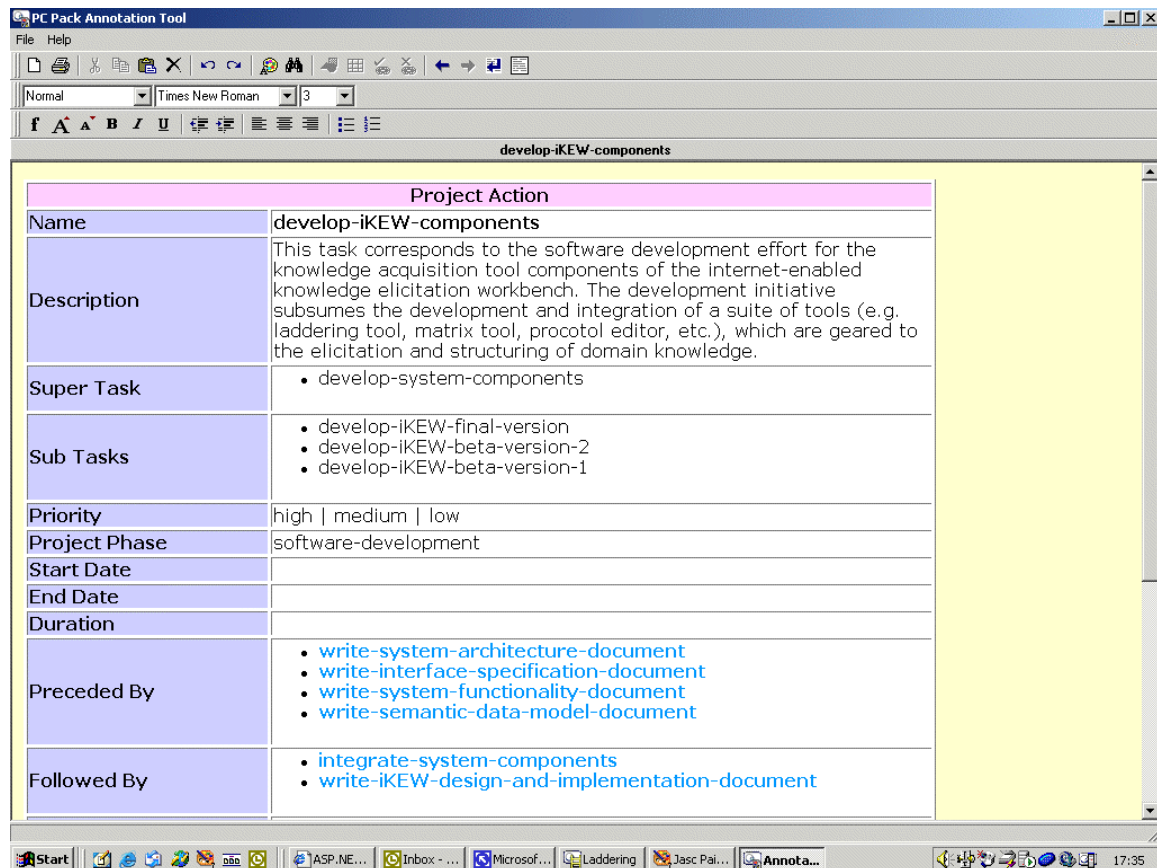 PC Pack Annotation Tool
File Help
Normal Times New Roman 3
f A A B I U
develop-iKEW-components
Project Action
Name develop-iKEW-components
Description This task corresponds to the software development effort for the
knowledge acquisition tool components of the internet-enabled
knowledge elicitation workbench. The development initiative
subsumes the development and integration of a suite of tools (e.g.
laddering tool, matrix tool, procotol editor, etc.), which are geared to
the elicitation and structuring of domain knowledge.
Super Task • develop-system-components
Sub Tasks • develop-iKEW-final-version
• develop-iKEW-beta-version-2
• develop-iKEW-beta-version-1
Priority high | medium | low
Project Phase software-development
Start Date
End Date
Duration
Preceded By • write-system-architecture-document
• write-interface-specification-document
• write-system-functionality-document
• write-semantic-data-model-document
Followed By • integrate-system-components
• write-iKEW-design-and-implementation-document
Start ASP.NE... Inbox - ... Microsof... Laddering Jasc Pai... Annota... 17:35